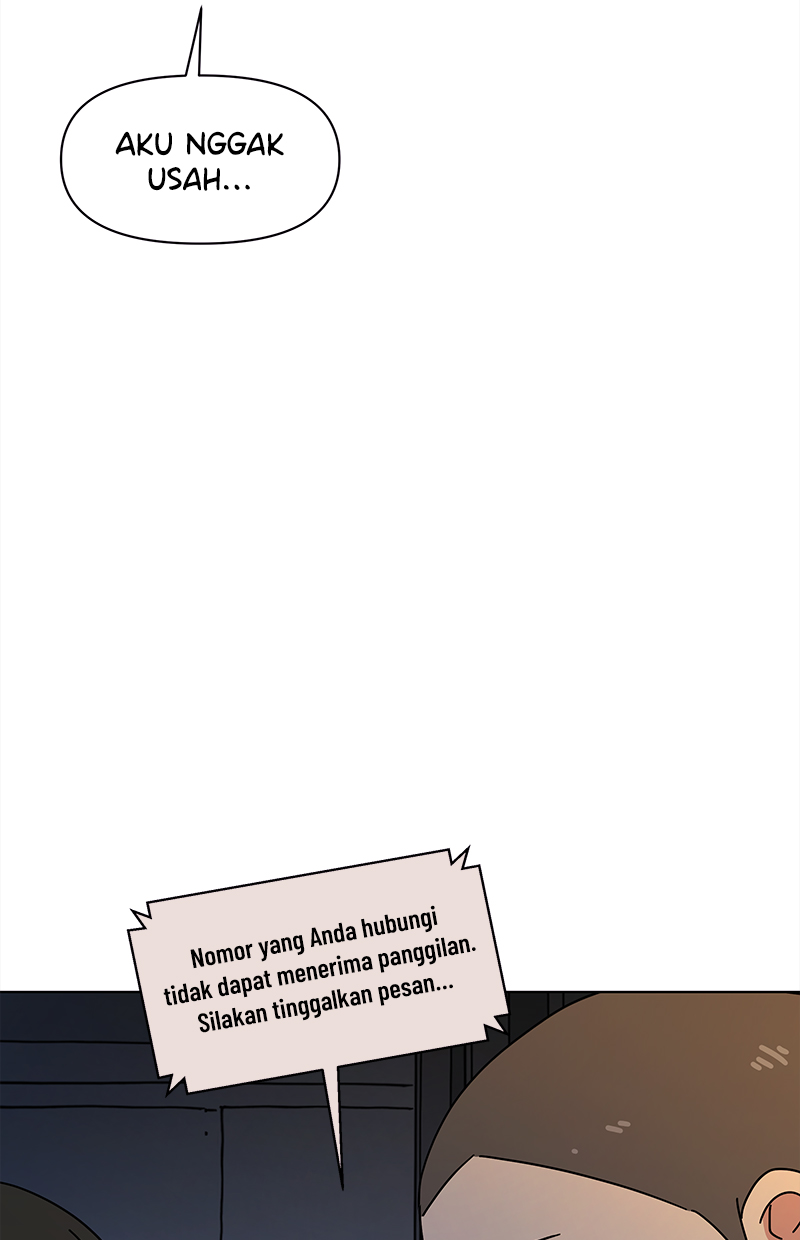 AKU NGGAK
USAH...
Nomor yang Anda hubungi
tidak dapat menerima panggilan.
Silakan tinggalkan pesan...